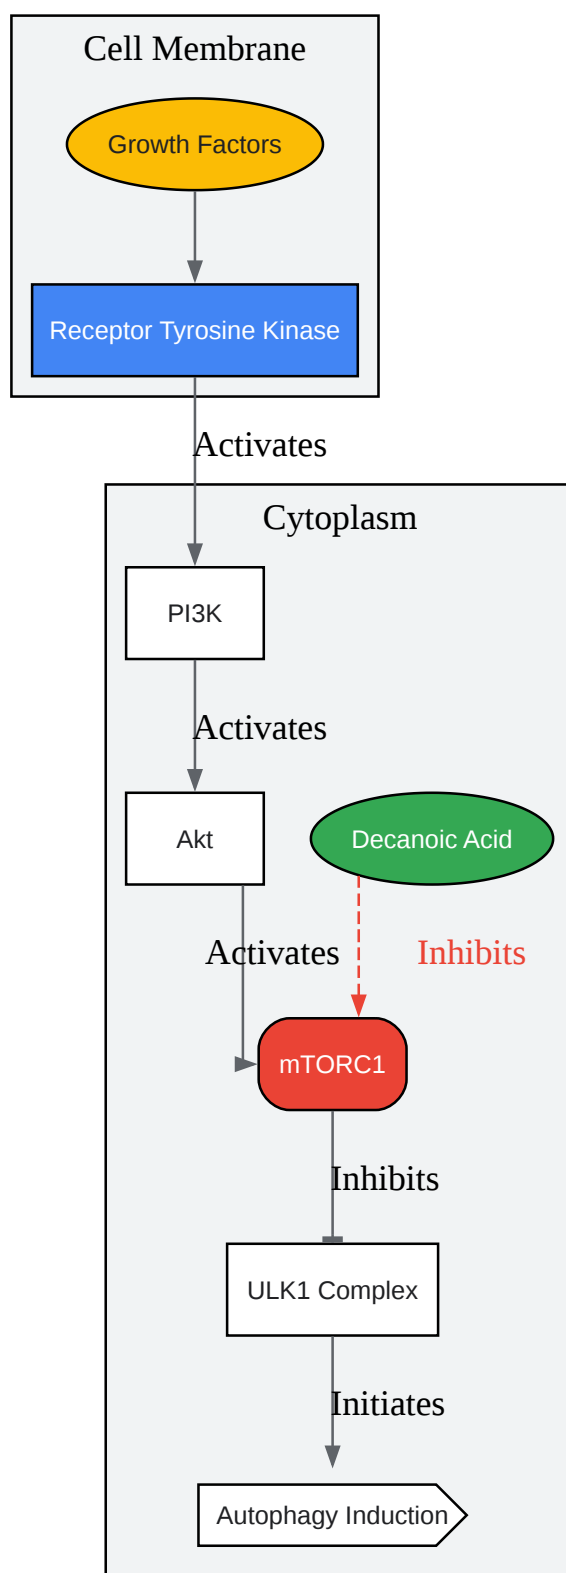 Cell Membrane
Growth Factors
Receptor Tyrosine Kinase
Activates
Cytoplasm
PI3K
Activates
Akt
Decanoic Acid
Activates
Inhibits
mTORC1
Inhibits
ULK1 Complex
Initiates
Autophagy Induction